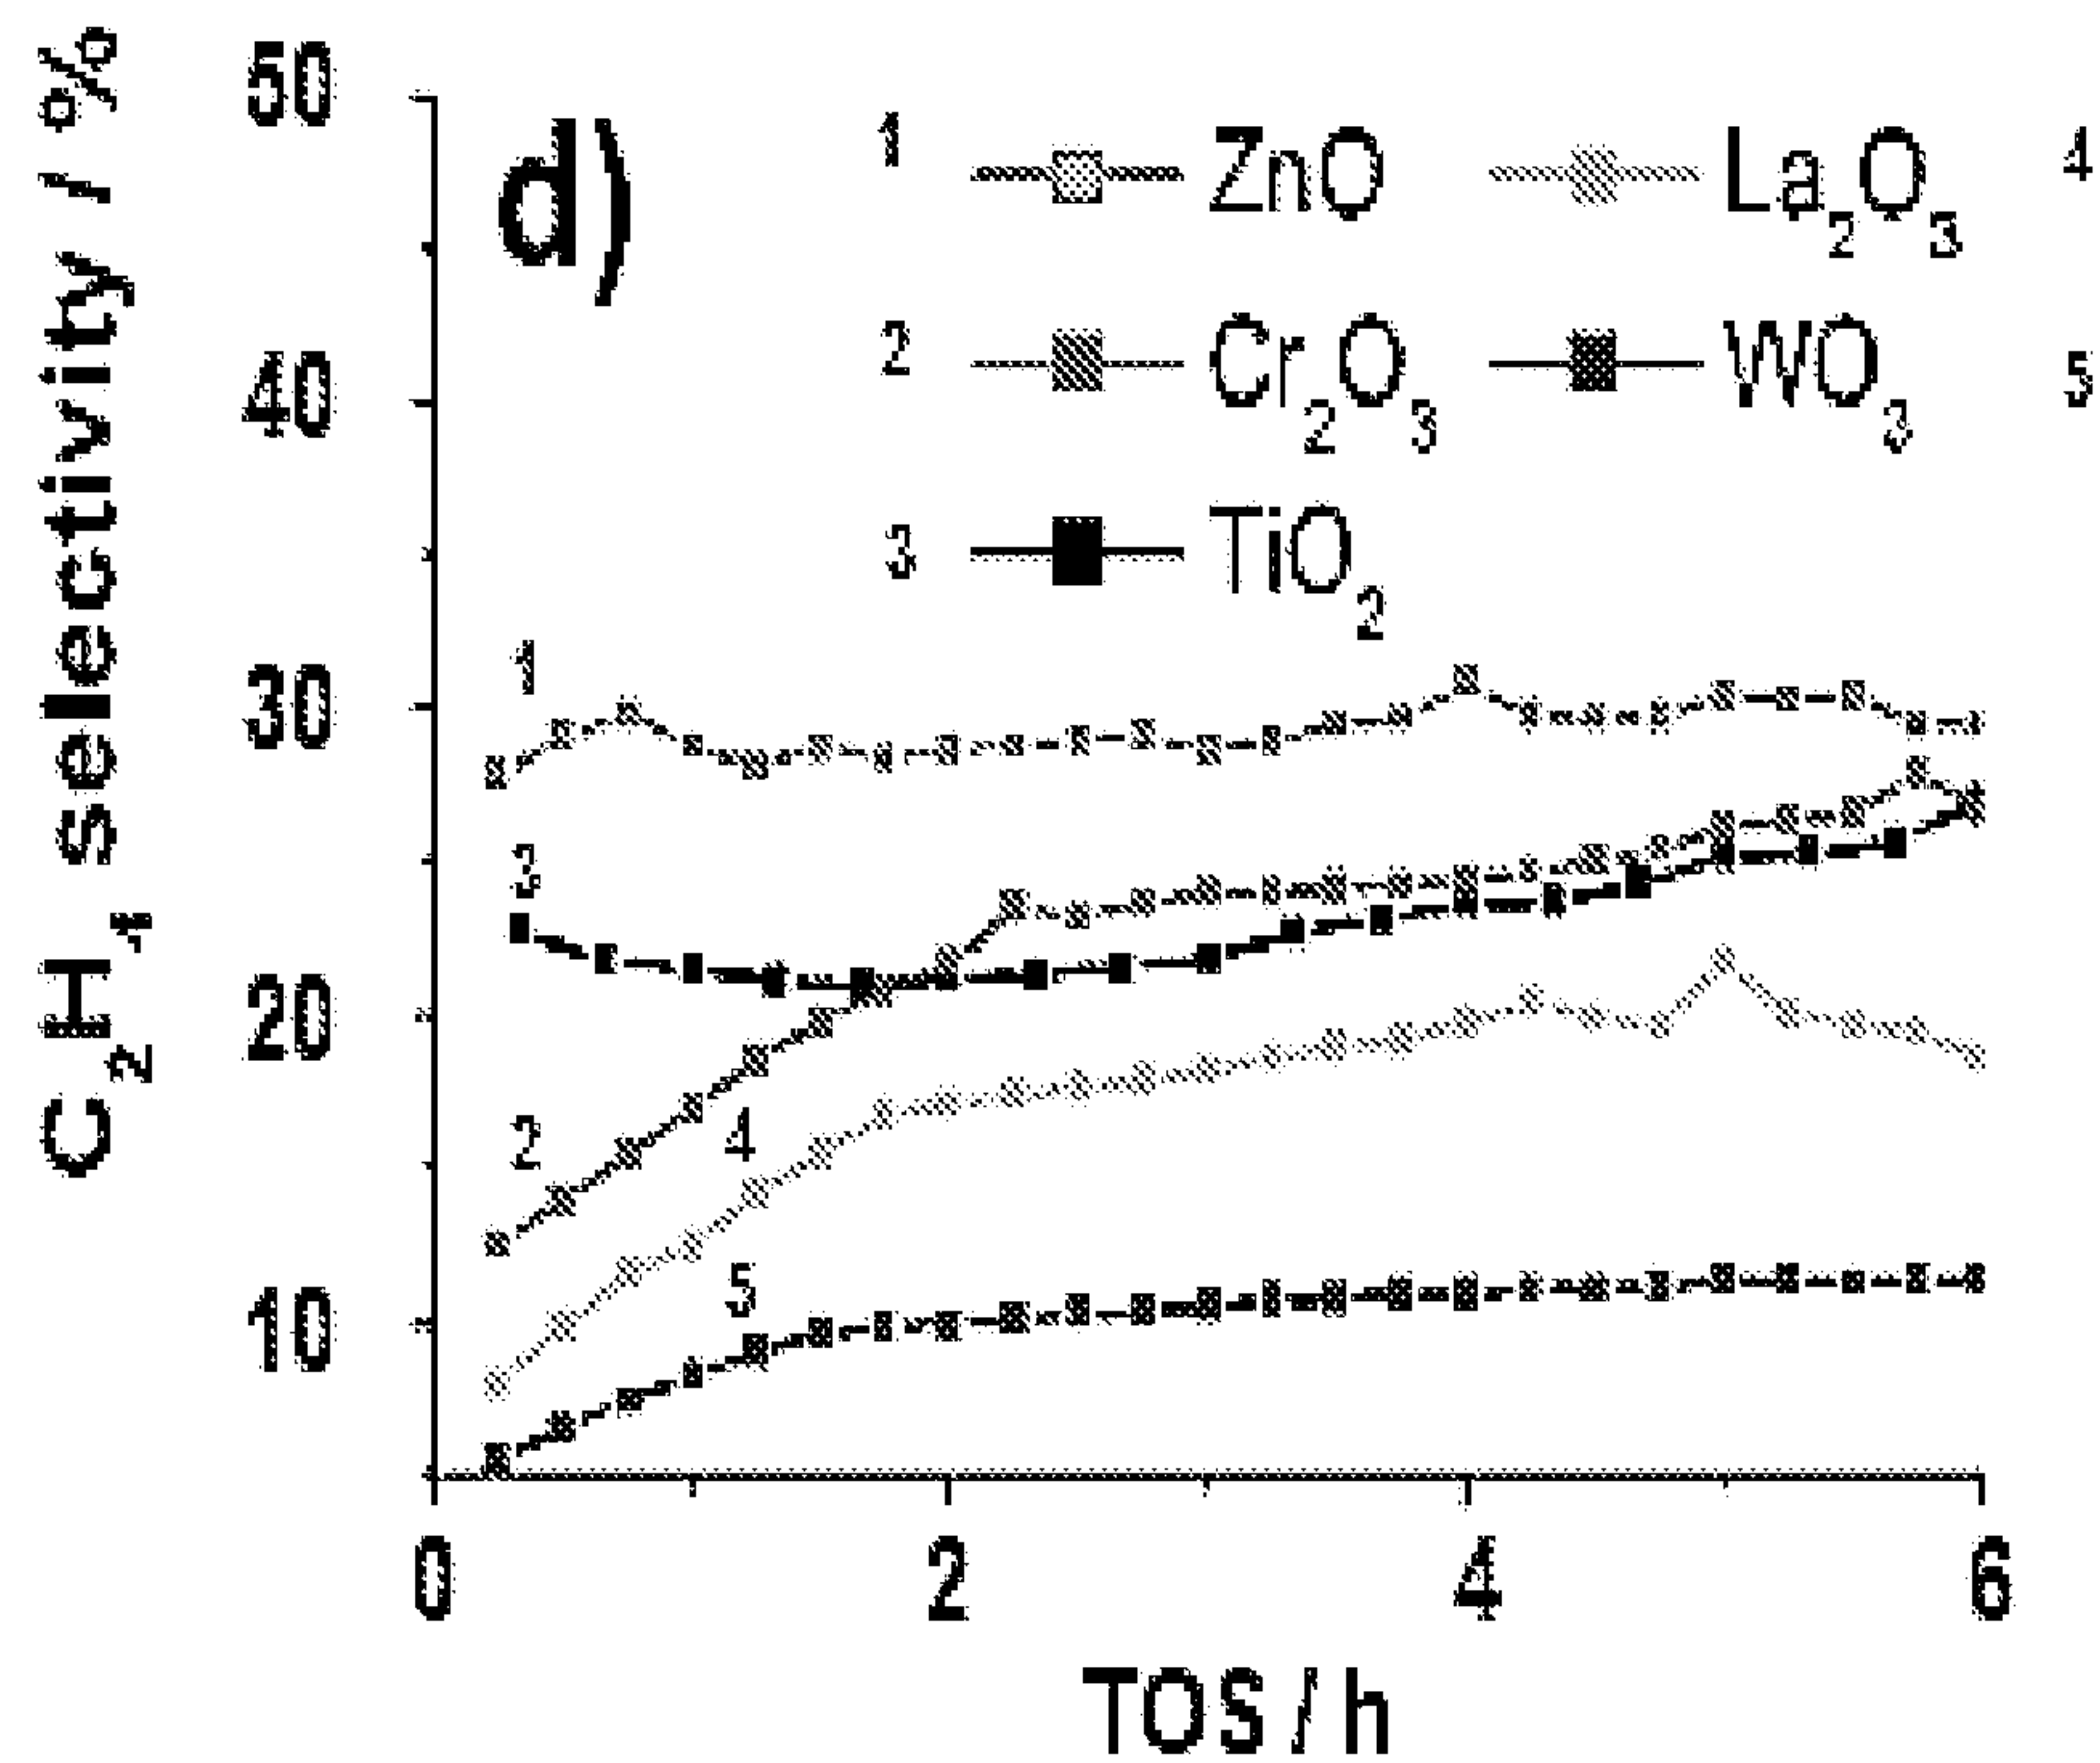 C₂H₄ selectivity / %
50
40
30
20
10
d)
1 ZnO La₂O₃ 4
2 Cr₂O₃ WO₃ 5
3 TiO₂
1
3
2
4
5
0 2 4 6
TOS / h